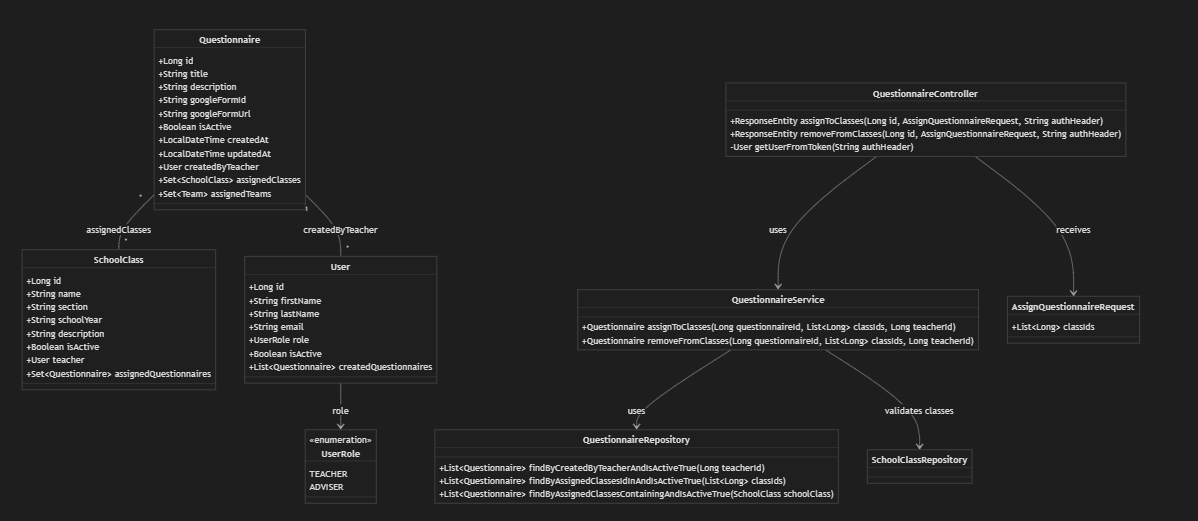 Questionnaire
+Long id
+String title
+String description
+String googleFormId
+String googleFormUrl
+Boolean isActive
+LocalDateTime createdAt
+LocalDateTime updatedAt
+User createdByTeacher
+Set<SchoolClass> assignedClasses
+Set<Team> assignedTeams
*
1
assignedClasses
createdByTeacher
*
*
SchoolClass
+Long id
+String name
+String section
+String schoolYear
+String description
+Boolean isActive
+User teacher
+Set<Questionnaire> assignedQuestionnaires
User
+Long id
+String firstName
+String lastName
+String email
+UserRole role
+Boolean isActive
+List<Questionnaire> createdQuestionnaires
role
«enumeration»
UserRole
TEACHER
ADVISER
QuestionnaireController
+ResponseEntity assignToClasses(Long id, AssignQuestionnaireRequest, String authHeader)
+ResponseEntity removeFromClasses(Long id, AssignQuestionnaireRequest, String authHeader)
-User getUserFromToken(String authHeader)
uses
receives
QuestionnaireService
+Questionnaire assignToClasses(Long questionnaireId, List<Long> classIds, Long teacherId)
+Questionnaire removeFromClasses(Long questionnaireId, List<Long> classIds, Long teacherId)
AssignQuestionnaireRequest
+List<Long> classIds
uses
validates classes
QuestionnaireRepository
+List<Questionnaire> findByCreatedByTeacherAndIsActiveTrue(Long teacherId)
+List<Questionnaire> findByAssignedClassesIdInAndIsActiveTrue(List<Long> classIds)
+List<Questionnaire> findByAssignedClassesContainingAndIsActiveTrue(SchoolClass schoolClass)
SchoolClassRepository